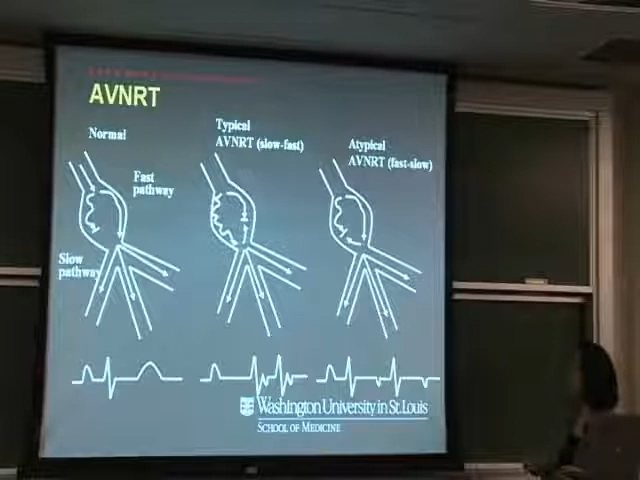 AVNRT
Normal
Typical
AVNRT (slow-fast)
Atypical
AVNRT (fast-slow)
Fast
pathway
Slow
pathway
Washington University in St. Louis
SCHOOL OF MEDICINE